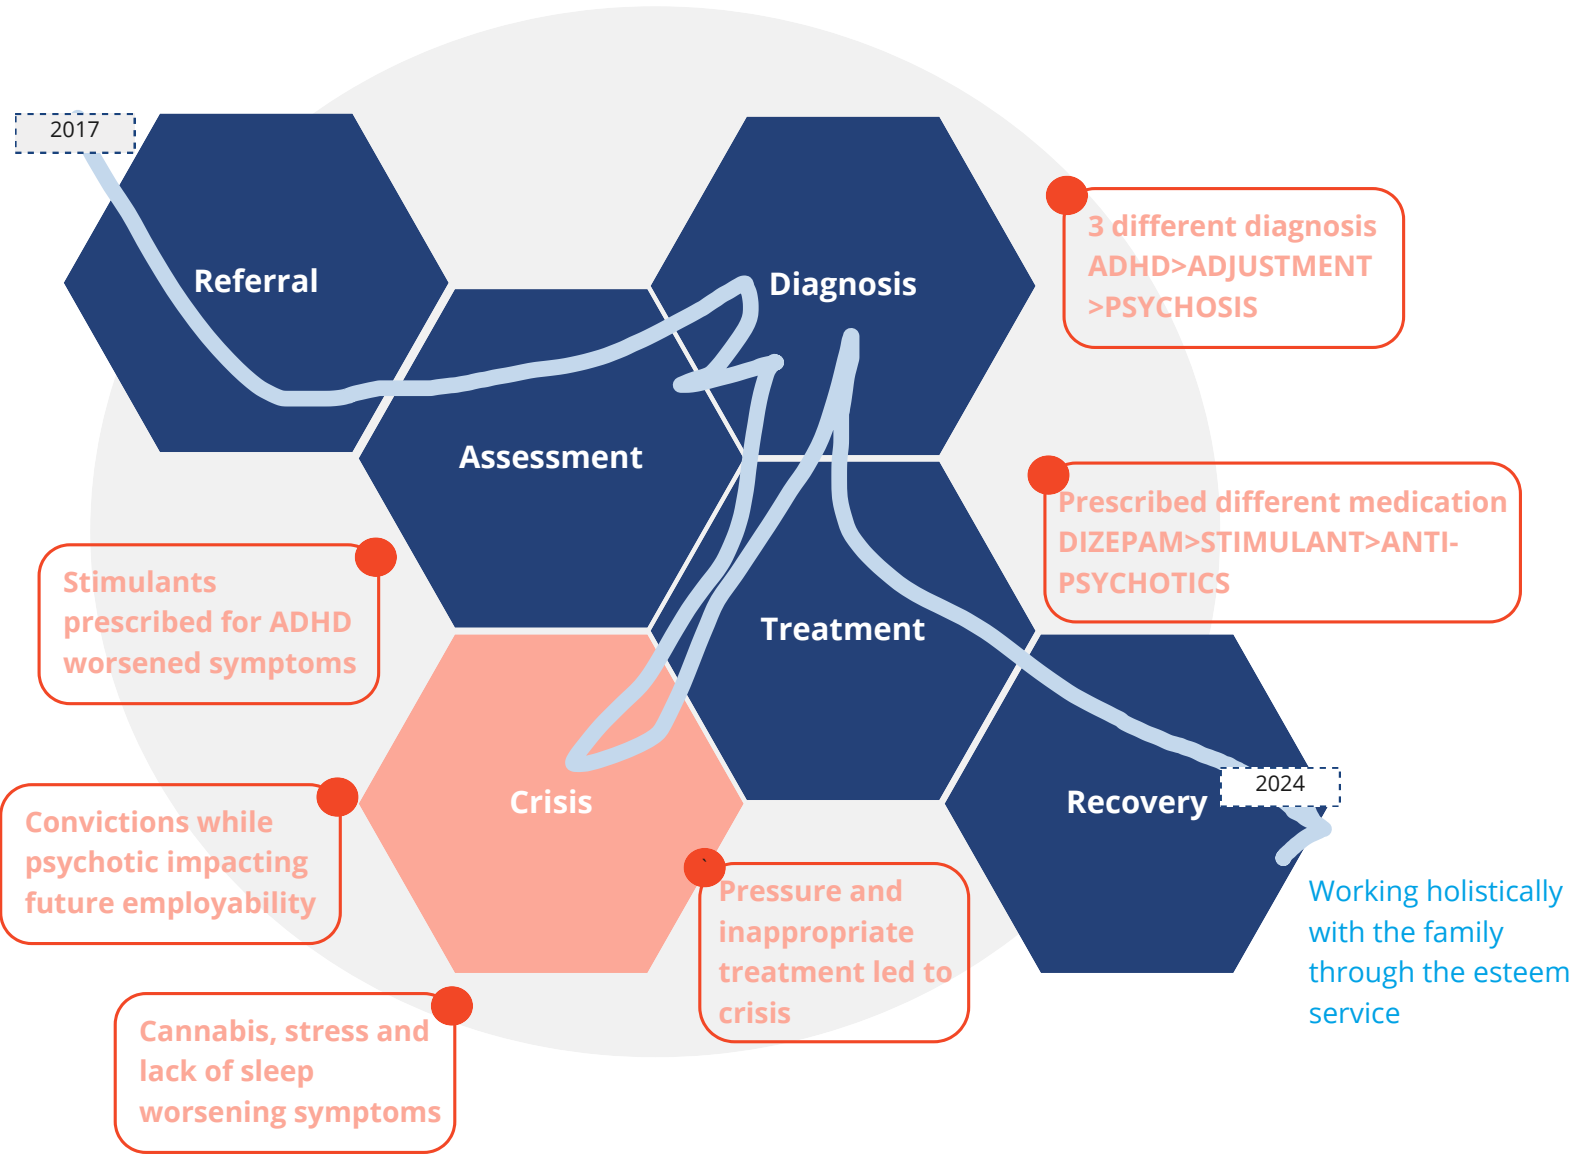 2017
Referral
Diagnosis
3 different diagnosis
ADHD>ADJUSTMENT
>PSYCHOSIS
Assessment
Prescribed different medication
DIZEPAM>STIMULANT>ANTI-
PSYCHOTICS
Stimulants
prescribed for ADHD
worsened symptoms
Treatment
Crisis
Recovery
2024
Convictions while
psychotic impacting
future employability
`
Pressure and
inappropriate
treatment led to
crisis
Working holistically
with the family
through the esteem
service
Cannabis, stress and
lack of sleep
worsening symptoms